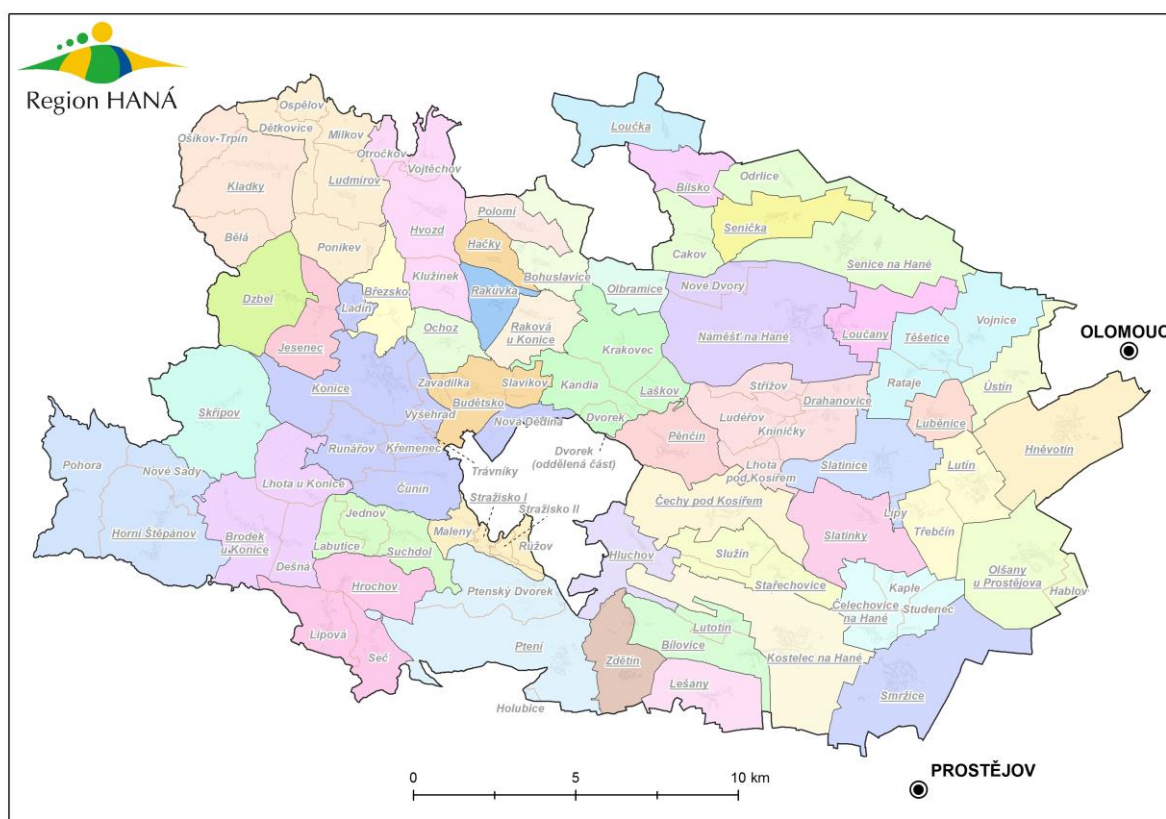 Region HANÁ
Ospělov
Dětkovice
Milkov
Ošíkov-Trpín
Otročkov
Vojtěchov
Kladky
Ludmírov
Bělá
Ponikev
Hvozd
Polomí
Hačky
Klužínek
Bohuslavice
Rakůvka
Dzbel
Ladín
Březsko
Ochoz
Raková
u Konice
Jesenec
Loučka
Bílsko
Odrlice
Senička
Cakov
Senice na Hané
Nové Dvory
Olbramice
Náměšť na Hané
Loučany
Vojnice
Těšetice
OLOMOUC
Krakovec
Ústín
Rataje
Střížov
Drahanovice
Luběnice
Hněvotín
Konice
Zavadilka
Slavíkov
Kandia
Laškov
Budětsko
Vyšehrad
Nová Dědina
Dvorek
Ludéřov
Kníničky
Pěnčín
Skřípov
Runářov
Křemenec
Trávníky
Dvorek
(oddělená část)
Lhota
pod Kosířem
Slatinice
Lutín
Pohora
Nové Sady
Lhota u Konice
Čunín
Stražisko I
Stražisko II
Čechy pod Kosířem
Lípy
Třebčín
Horní Štěpánov
Brodek
u Konice
Jednov
Labutice
Suchdol
Maleny
Růžov
Hluchov
Služín
Slatinky
Dešná
Hrochov
Ptenský Dvorek
Stařechovice
Kaple
Čelechovice
na Hané
Studenec
Olšany
u Prostějova
Hablov
Lipová
Seč
Ptení
Zdětín
Lutotín
Bílovice
Kostelec na Hané
Lešany
Smržice
Holubice
0 5 10 km
PROSTĚJOV